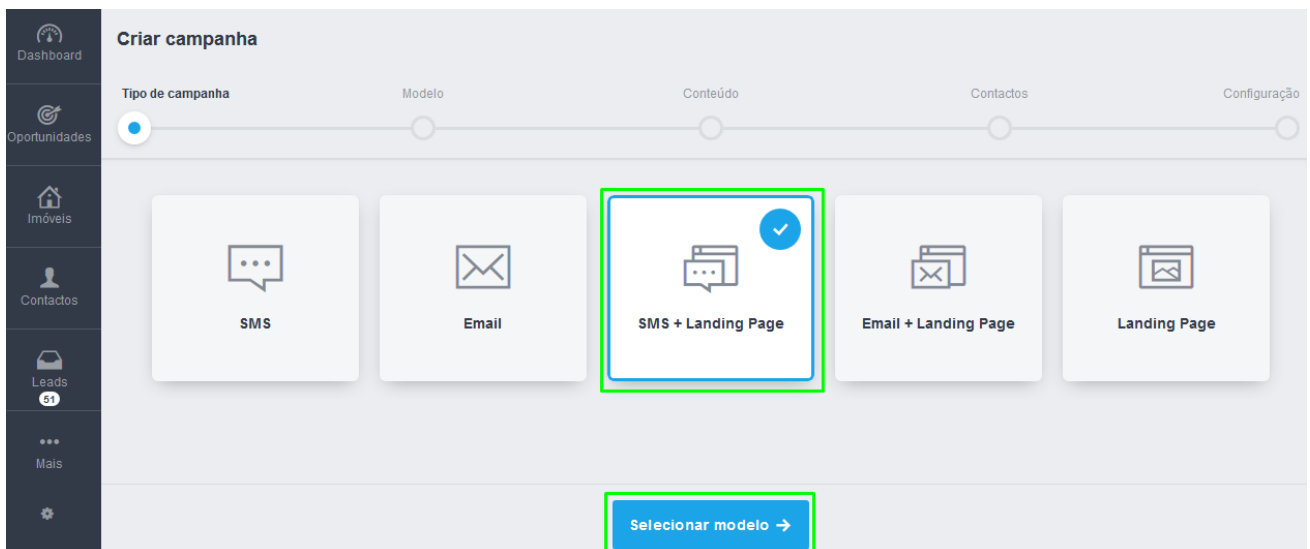 Dashboard
Oportunidades
Imóveis
Contactos
Leads
51
Mais
Criar campanha
Tipo de campanha
Modelo
Conteúdo
Contactos
Configuração
SMS
Email
SMS + Landing Page
Email + Landing Page
Landing Page
Selecionar modelo →